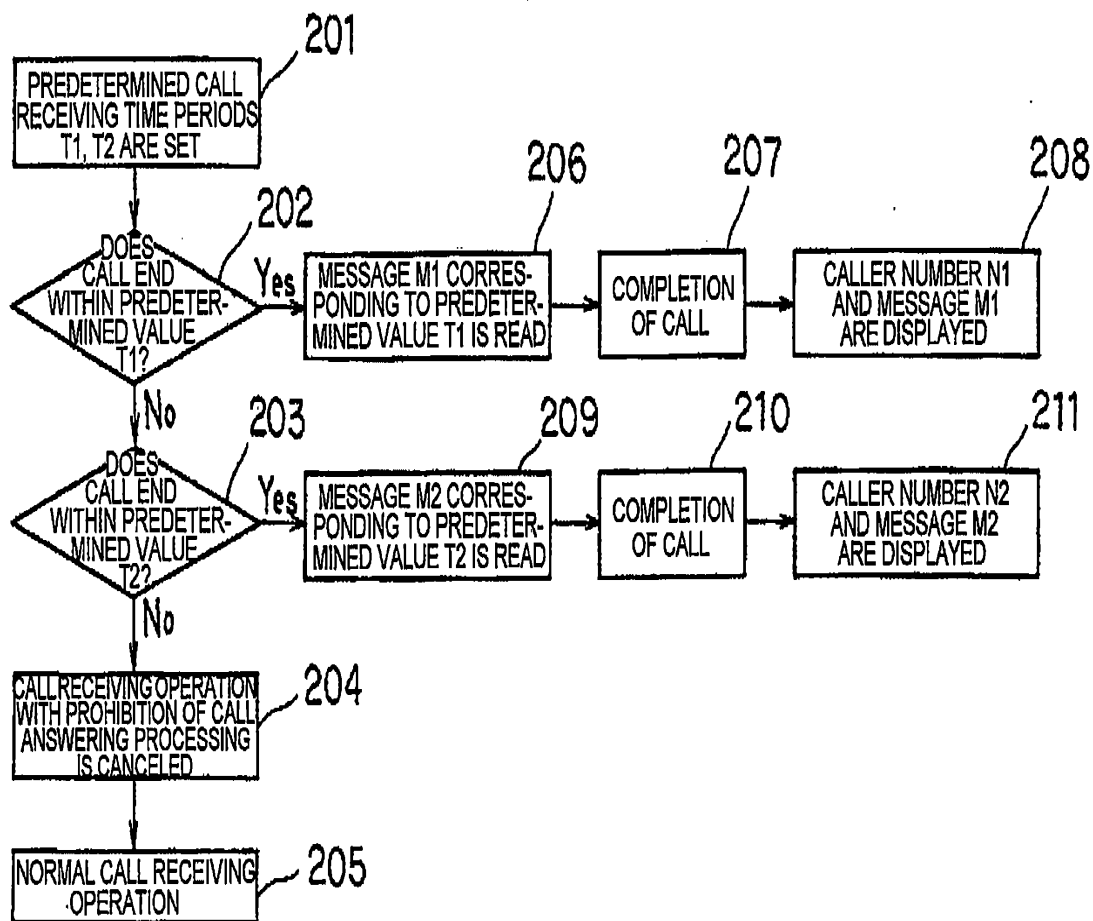 201
PREDETERMINED CALL
RECEIVING TIME PERIODS
T1, T2 ARE SET
202
DOES
CALL END
WITHIN PREDETER-
MINED VALUE
T1?
Yes
206
MESSAGE M1 CORRES-
PONDING TO PREDETER-
MINED VALUE T1 IS READ
207
COMPLETION
OF CALL
208
CALLER NUMBER N1
AND MESSAGE M1
ARE DISPLAYED
No
203
DOES
CALL END
WITHIN PREDETER-
MINED VALUE
T2?
Yes
209
MESSAGE M2 CORRES-
PONDING TO PREDETER-
MINED VALUE T2 IS READ
210
COMPLETION
OF CALL
211
CALLER NUMBER N2
AND MESSAGE M2
ARE DISPLAYED
No
204
CALL RECEIVING OPERATION
WITH PROHIBITION OF CALL
ANSWERING PROCESSING
IS CANCELED
205
NORMAL CALL RECEIVING
OPERATION